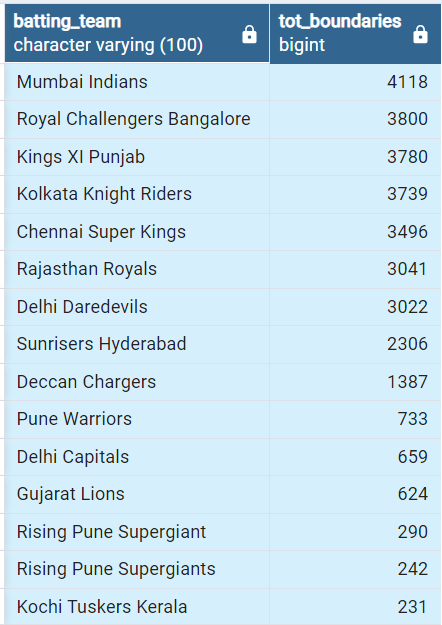 batting_team tot_boundaries
character varying (100) bigint
Mumbai Indians 4118
Royal Challengers Bangalore 3800
Kings XI Punjab 3780
Kolkata Knight Riders 3739
Chennai Super Kings 3496
Rajasthan Royals 3041
Delhi Daredevils 3022
Sunrisers Hyderabad 2306
Deccan Chargers 1387
Pune Warriors 733
Delhi Capitals 659
Gujarat Lions 624
Rising Pune Supergiant 290
Rising Pune Supergiants 242
Kochi Tuskers Kerala 231